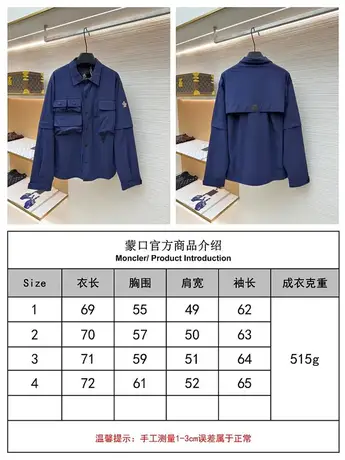 蒙口官方商品介绍
Moncler/ Product Introduction
Size 衣长 胸围 肩宽 袖长 成衣克重
1 69 55 49 62
2 70 57 50 63
3 71 59 51 64
4 72 61 52 65
515g
温馨提示：手工测量1-3cm误差属于正常